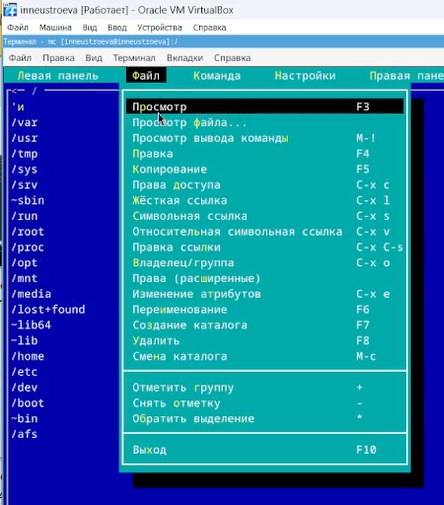 inneustroeva [Работает] - Oracle VM VirtualBox
Файл Машина Вид Ввод Устройства Справка
Терминал - mc [inneustroeva@inneustroeva]:/
Файл Правка Вид Терминал Вкладки Справка
Левая панель Файл Команда Настройки Правая пане
<— /
'и
/var
/usr
/tmp
/sys
/srv
~sbin
/run
/root
/proc
/opt
/mnt
/media
/lost+found
~lib64
~lib
/home
/etc
/dev
/boot
~bin
/afs
Просмотр F3
Просмотр файла...
Просмотр вывода команды M-!
Правка F4
Копирование F5
Права доступа C-x c
Жёсткая ссылка C-x l
Символьная ссылка C-x s
Относительная символьная ссылка C-x v
Правка ссылки C-x C-s
Владелец/группа C-x o
Права (расширенные)
Изменение атрибутов C-x e
Переименование F6
Создание каталога F7
Удалить F8
Смена каталога M-c
Отметить группу +
Снять отметку -
Обратить выделение *
Выход F10